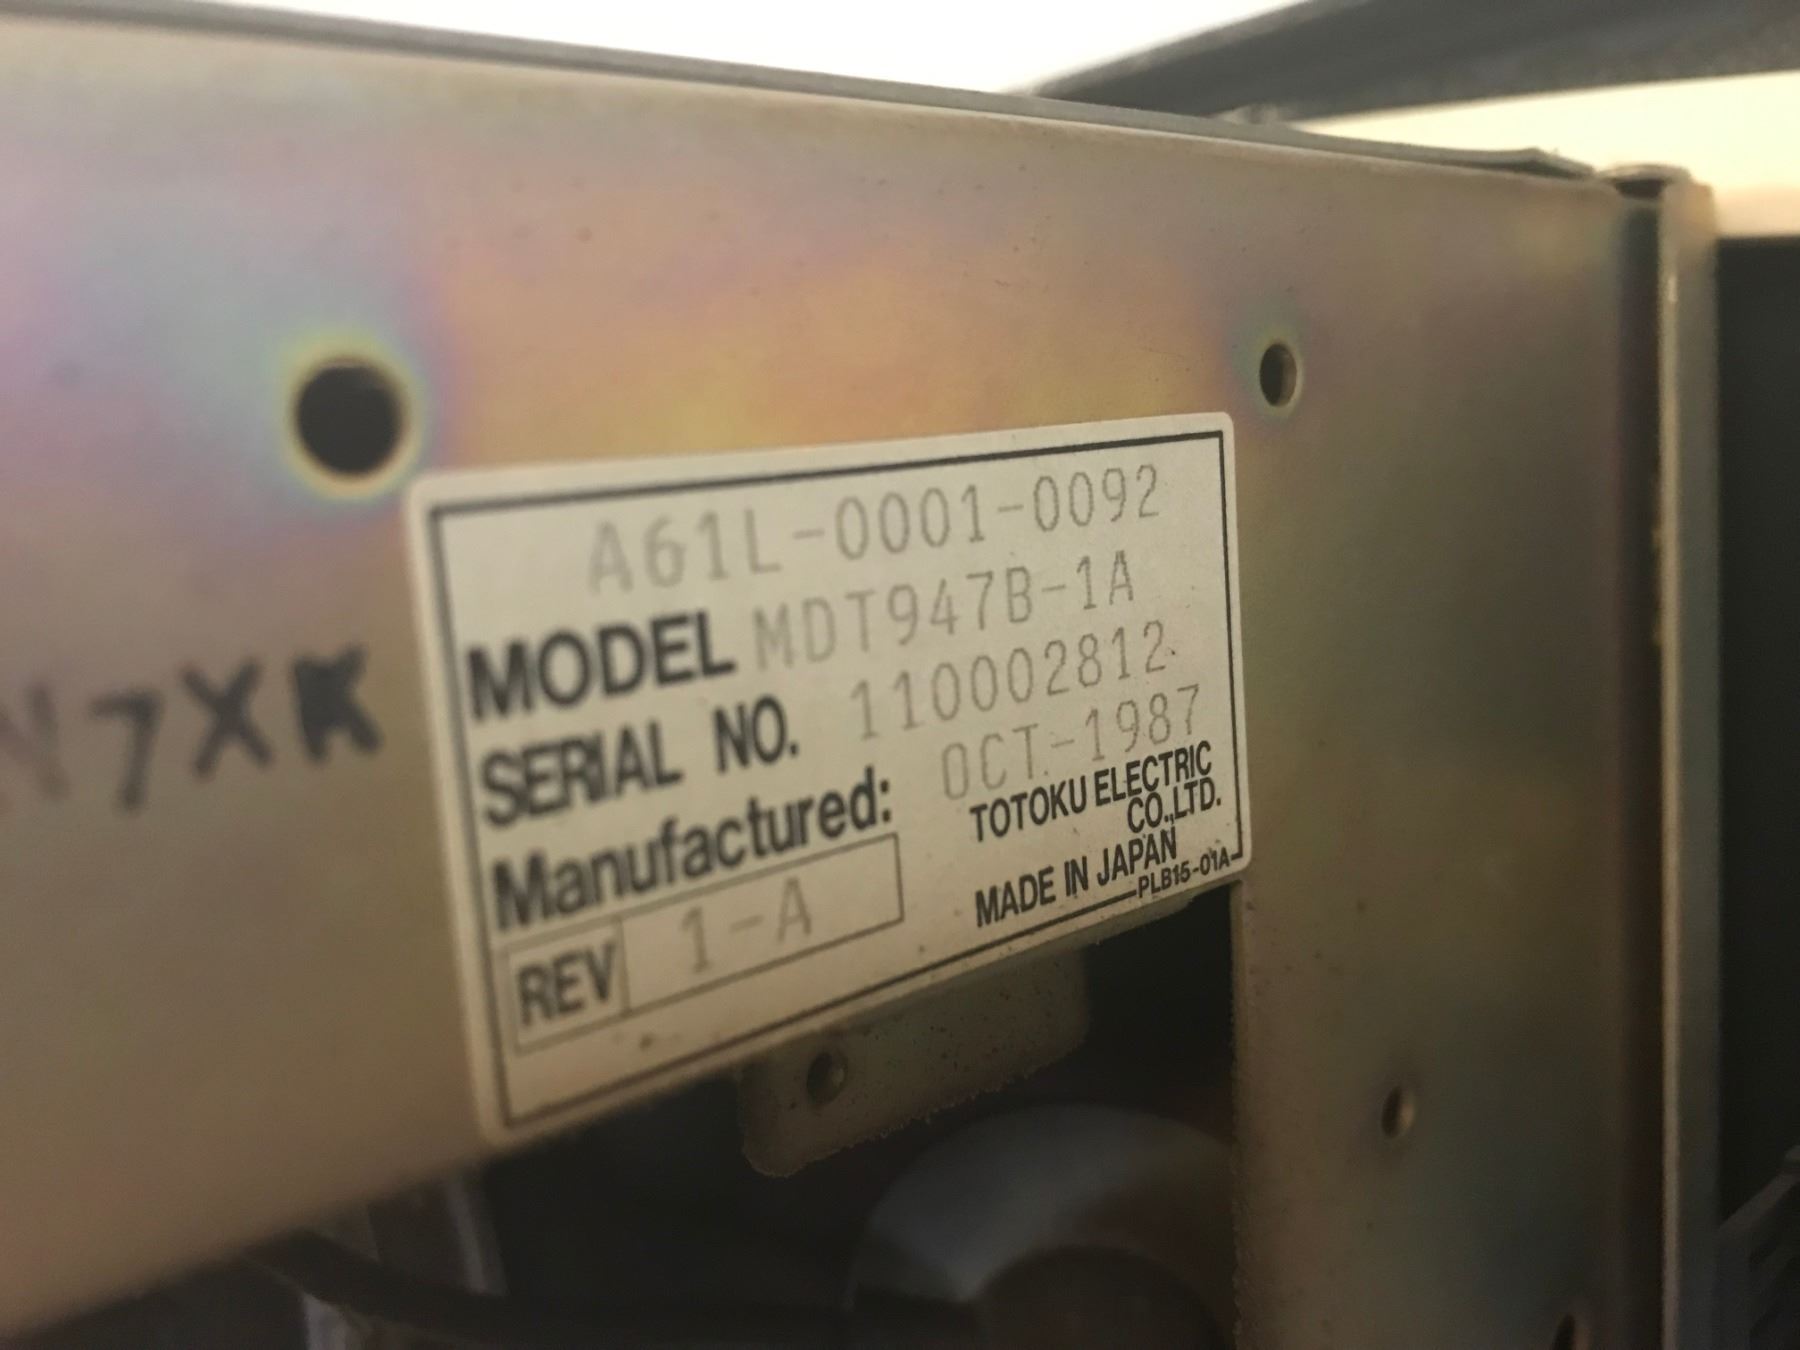 A61L-0001-0092
MODEL MDT947B-1A
SERIAL NO. 110002812
Manufactured: OCT.-1987
TOTOKU ELECTRIC
CO.,LTD.
MADE IN JAPAN
PLB15-01A
REV 1-A
7XK